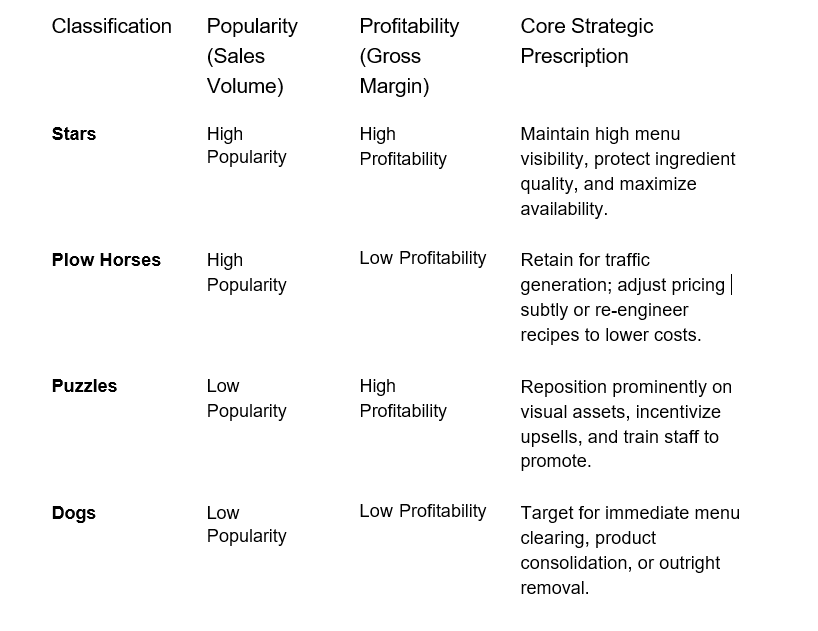 Classification
Popularity
(Sales
Volume)
Profitability
(Gross
Margin)
Core Strategic
Prescription
Stars
High
Popularity
High
Profitability
Maintain high menu
visibility, protect ingredient
quality, and maximize
availability.
Plow Horses
High
Popularity
Low Profitability
Retain for traffic
generation; adjust pricing
subtly or re-engineer
recipes to lower costs.
Puzzles
Low
Popularity
High
Profitability
Reposition prominently on
visual assets, incentivize
upsells, and train staff to
promote.
Dogs
Low
Popularity
Low Profitability
Target for immediate menu
clearing, product
consolidation, or outright
removal.